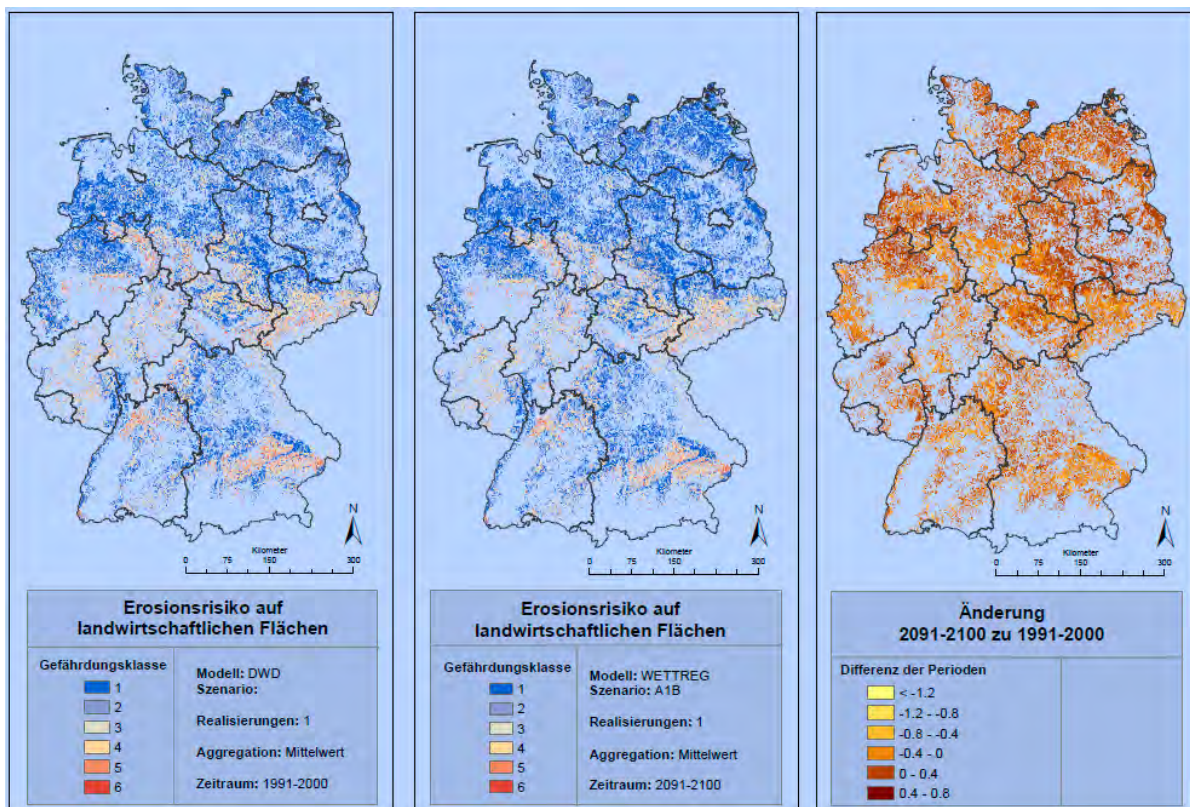 N
Kilometer
0 75 150 300
Erosionsrisiko auf
landwirtschaftlichen Flächen
Gefährdungsklasse
1
2
3
4
5
6
Modell: DWD
Szenario:
Realisierungen: 1
Aggregation: Mittelwert
Zeitraum: 1991-2000
N
Kilometer
0 75 150 300
Erosionsrisiko auf
landwirtschaftlichen Flächen
Gefährdungsklasse
1
2
3
4
5
6
Modell: WETTREG
Szenario: A1B
Realisierungen: 1
Aggregation: Mittelwert
Zeitraum: 2091-2100
N
Kilometer
0 75 150 300
Änderung
2091-2100 zu 1991-2000
Differenz der Perioden
< -1.2
-1.2 - -0.8
-0.8 - -0.4
-0.4 - 0
0 - 0.4
0.4 - 0.8